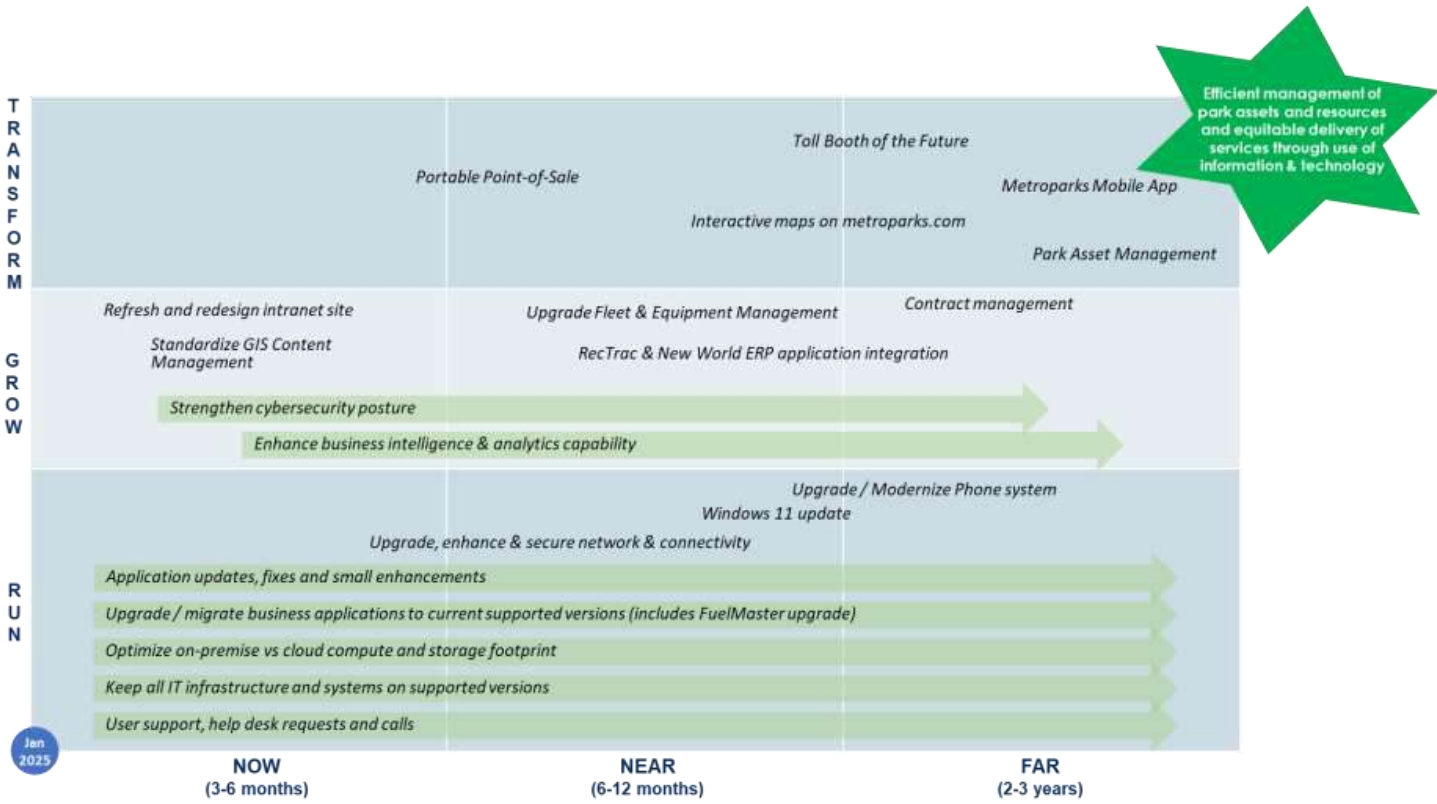 Efficient management of
park assets and resources
and equitable delivery of
services through use of
information & technology
TRANSFORM
Toll Booth of the Future
Portable Point-of-Sale
Metroparks Mobile App
Interactive maps on metroparks.com
Park Asset Management
GROW
Refresh and redesign intranet site
Upgrade Fleet & Equipment Management
Contract management
Standardize GIS Content
Management
RecTrac & New World ERP application integration
Strengthen cybersecurity posture
Enhance business intelligence & analytics capability
RUN
Upgrade / Modernize Phone system
Windows 11 update
Upgrade, enhance & secure network & connectivity
Application updates, fixes and small enhancements
Upgrade / migrate business applications to current supported versions (includes FuelMaster upgrade)
Optimize on-premise vs cloud compute and storage footprint
Keep all IT infrastructure and systems on supported versions
User support, help desk requests and calls
Jan
2025
NOW
(3-6 months)
NEAR
(6-12 months)
FAR
(2-3 years)